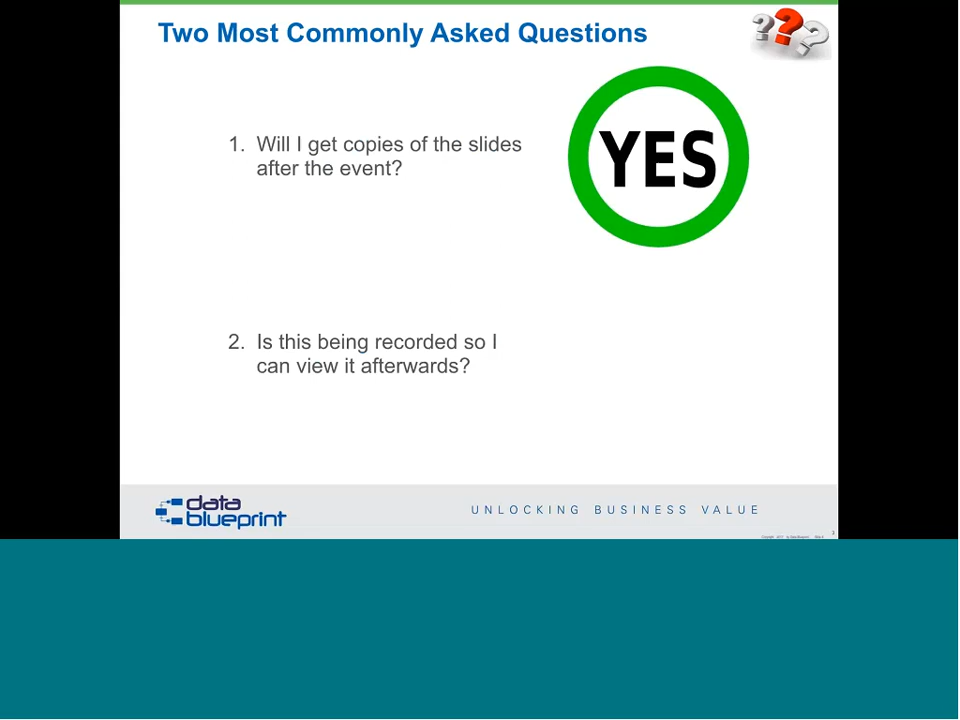 Two Most Commonly Asked Questions
1. Will I get copies of the slides
after the event?
YES
2. Is this being recorded so I
can view it afterwards?
data
blueprint
UNLOCKING BUSINESS VALUE
3